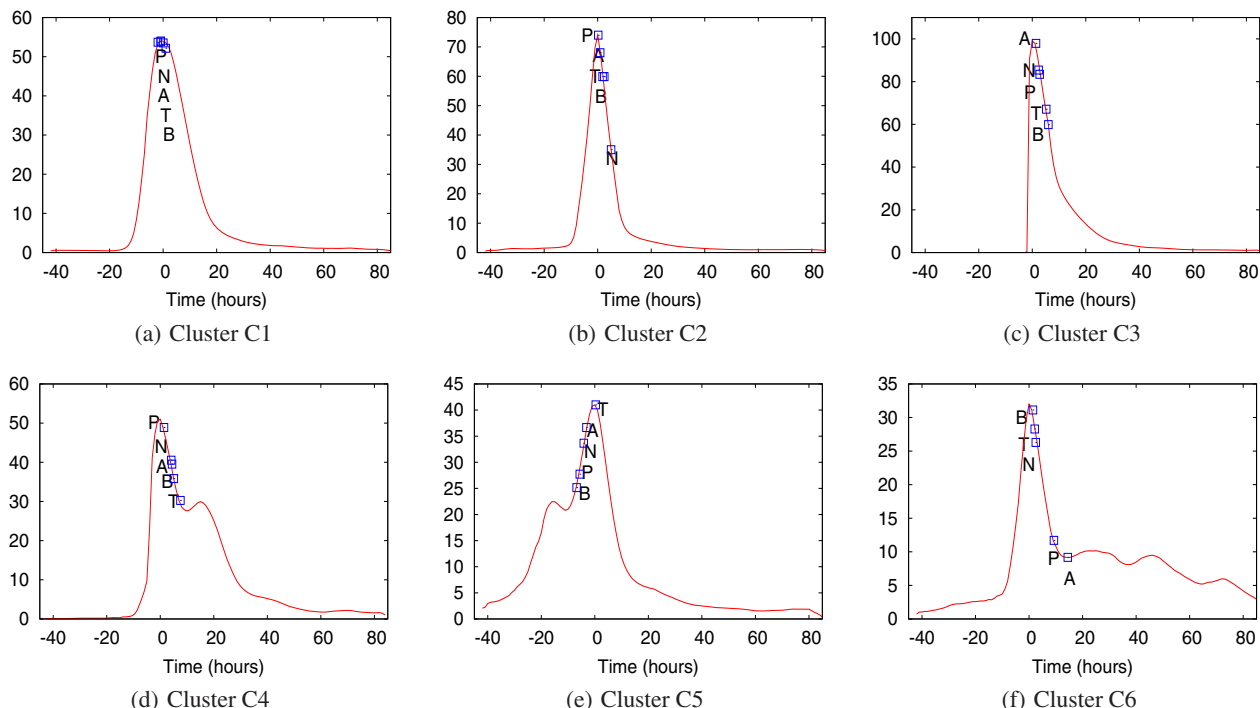 60
50
40
30
20
10
0
P
N
A
T
B
-40 -20 0 20 40 60 80
Time (hours)
(a) Cluster C1
80
70
60
50
40
30
20
10
0
P
A
T
B
N
-40 -20 0 20 40 60 80
Time (hours)
(b) Cluster C2
100
80
60
40
20
0
A
N
P
T
B
-40 -20 0 20 40 60 80
Time (hours)
(c) Cluster C3
60
50
40
30
20
10
0
P
N
A
B
T
-40 -20 0 20 40 60 80
Time (hours)
(d) Cluster C4
45
40
35
30
25
20
15
10
5
0
T
A
N
P
B
-40 -20 0 20 40 60 80
Time (hours)
(e) Cluster C5
35
30
25
20
15
10
5
0
B
T
N
P
A
-40 -20 0 20 40 60 80
Time (hours)
(f) Cluster C6